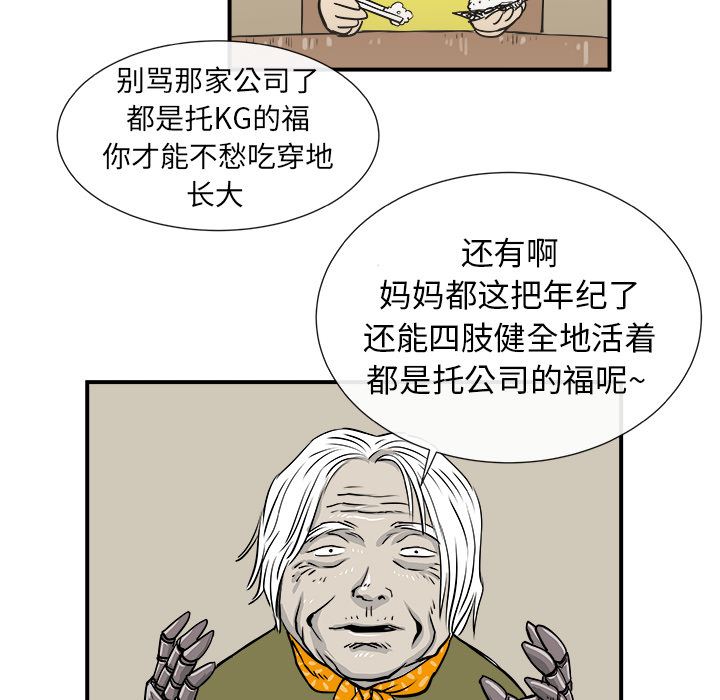 别骂那家公司了
都是托KG的福
你才能不愁吃穿地
长大
还有啊
妈妈都这把年纪了
还能四肢健全地活着
都是托公司的福呢~